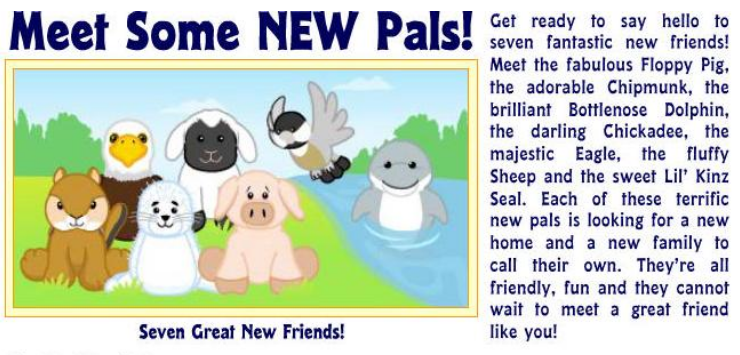 Meet Some NEW Pals!
Seven Great New Friends!
Get ready to say hello to
seven fantastic new friends!
Meet the fabulous Floppy Pig,
the adorable Chipmunk, the
brilliant Bottlenose Dolphin,
the darling Chickadee, the
majestic Eagle, the fluffy
Sheep and the sweet Lil' Kinz
Seal. Each of these terrific
new pals is looking for a new
home and a new family to
call their own. They're all
friendly, fun and they cannot
wait to meet a great friend
like you!